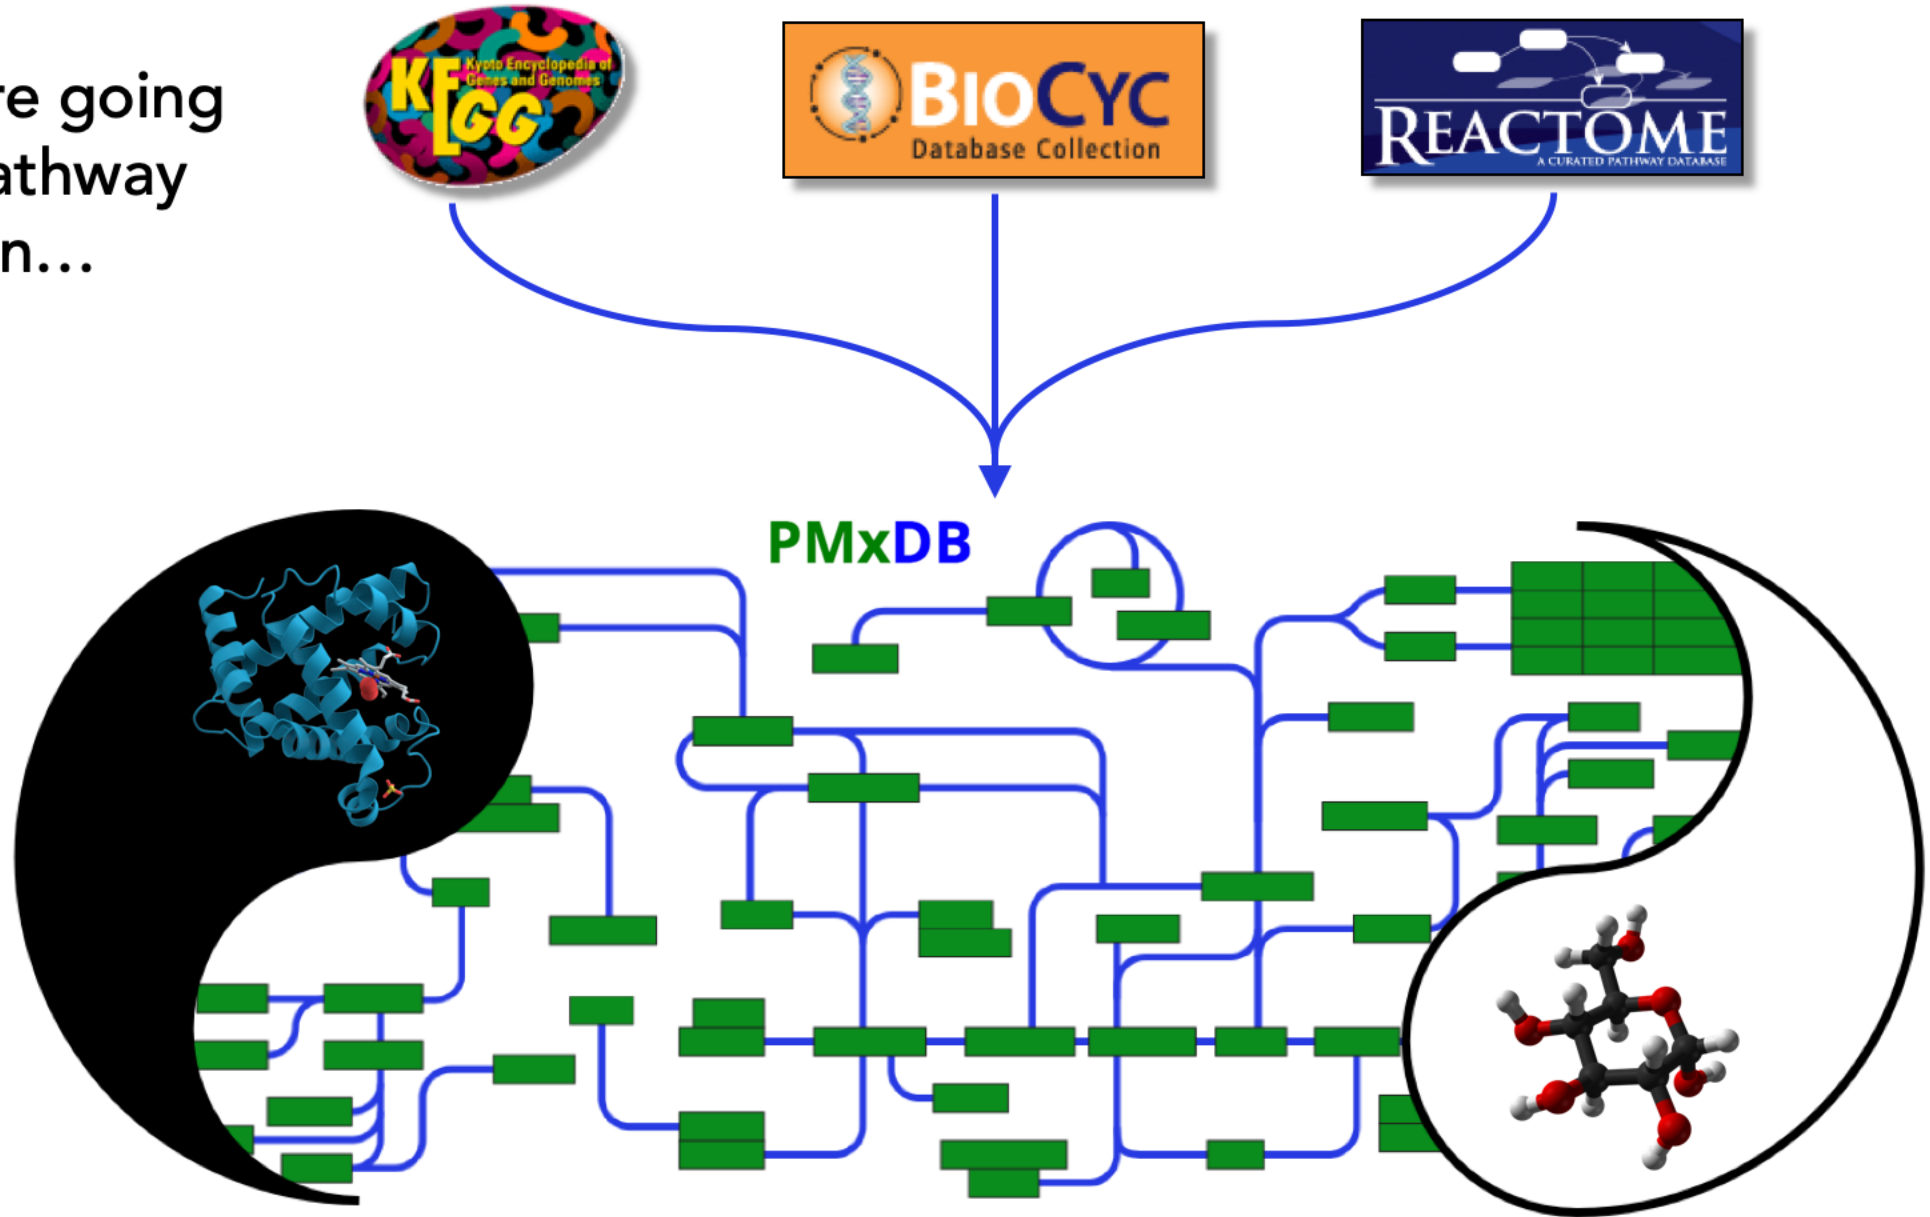 re going
athway
n...
KEGG
Kyoto Encyclopedia of
Genes and Genomes
BIOCYC
Database Collection
REACTOME
A CURATED PATHWAY DATABASE
PMxDB